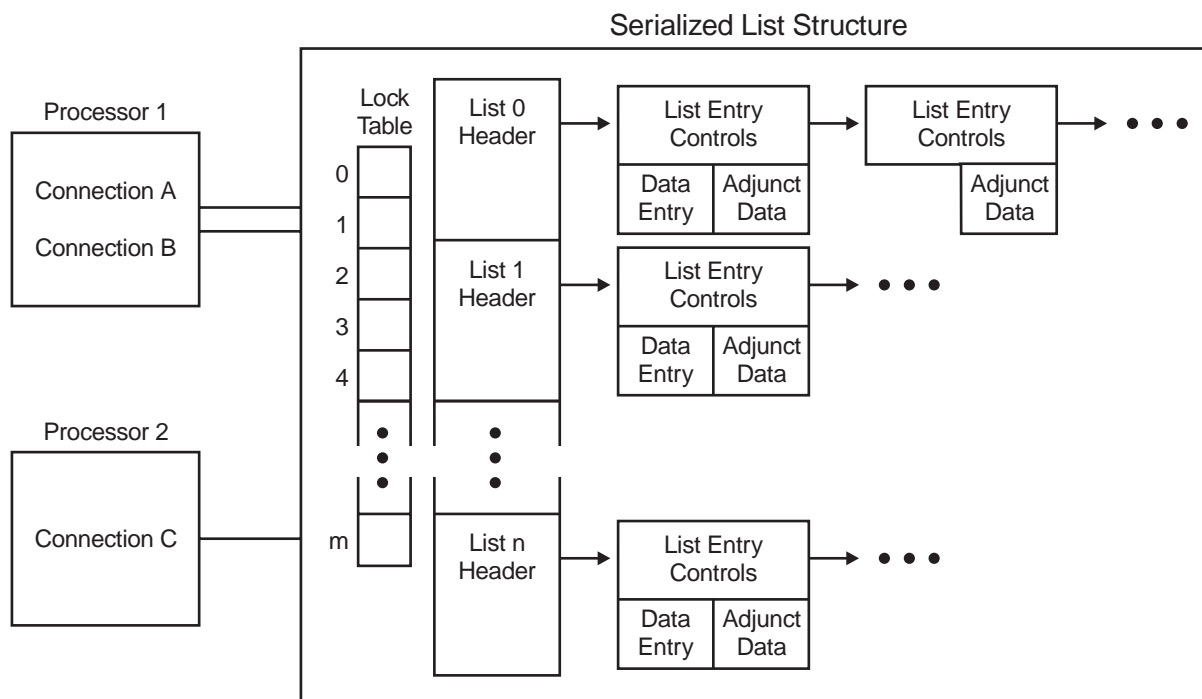 Serialized List Structure
Processor 1
Connection A
Connection B
Processor 2
Connection C
Lock
Table
0
1
2
3
4
m
List 0
Header
List Entry
Controls
Data
Entry
Adjunct
Data
List Entry
Controls
Adjunct
Data
List 1
Header
List Entry
Controls
Data
Entry
Adjunct
Data
List n
Header
List Entry
Controls
Data
Entry
Adjunct
Data